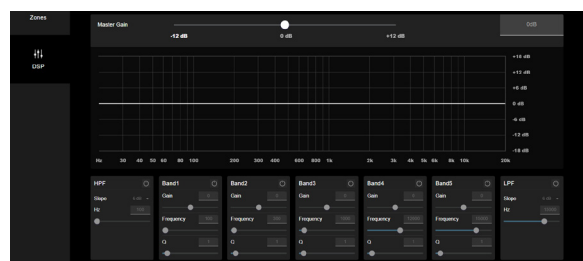 Zones
DSP
Master Gain
-12 dB
0 dB
+12 dB
0dB
+18 dB
+12 dB
+6 dB
0 dB
-6 dB
-12 dB
-18 dB
Hz 30 40 50 60 80 100 200 300 400 600 800 1k 2k 3k 4k 5k 6k 8k 10k 20k
HPF Band1 Band2 Band3 Band4 Band5 LPF
Slope Gain Gain Gain Gain Gain Slope
Hz Frequency Frequency Frequency Frequency Frequency Hz
Q Q Q Q Q